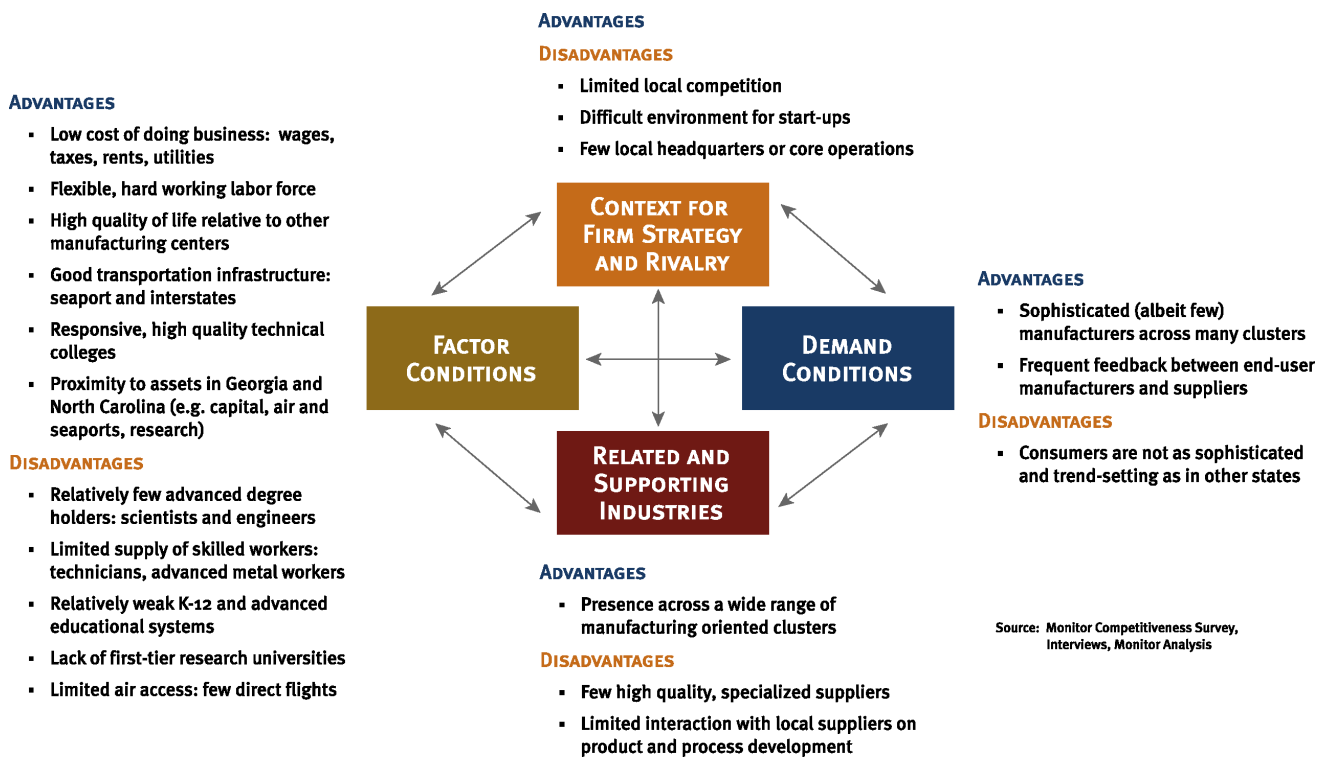 ADVANTAGES
DISADVANTAGES
▪ Limited local competition
▪ Difficult environment for start-ups
▪ Few local headquarters or core operations
ADVANTAGES
▪ Low cost of doing business: wages,
taxes, rents, utilities
▪ Flexible, hard working labor force
▪ High quality of life relative to other
manufacturing centers
▪ Good transportation infrastructure:
seaport and interstates
▪ Responsive, high quality technical
colleges
▪ Proximity to assets in Georgia and
North Carolina (e.g. capital, air and
seaports, research)
DISADVANTAGES
▪ Relatively few advanced degree
holders: scientists and engineers
▪ Limited supply of skilled workers:
technicians, advanced metal workers
▪ Relatively weak K-12 and advanced
educational systems
▪ Lack of first-tier research universities
▪ Limited air access: few direct flights
CONTEXT FOR
FIRM STRATEGY
AND RIVALRY
FACTOR
CONDITIONS
DEMAND
CONDITIONS
RELATED AND
SUPPORTING
INDUSTRIES
ADVANTAGES
▪ Sophisticated (albeit few)
manufacturers across many clusters
▪ Frequent feedback between end-user
manufacturers and suppliers
DISADVANTAGES
▪ Consumers are not as sophisticated
and trend-setting as in other states
ADVANTAGES
▪ Presence across a wide range of
manufacturing oriented clusters
DISADVANTAGES
▪ Few high quality, specialized suppliers
▪ Limited interaction with local suppliers on
product and process development
Source: Monitor Competitiveness Survey,
Interviews, Monitor Analysis